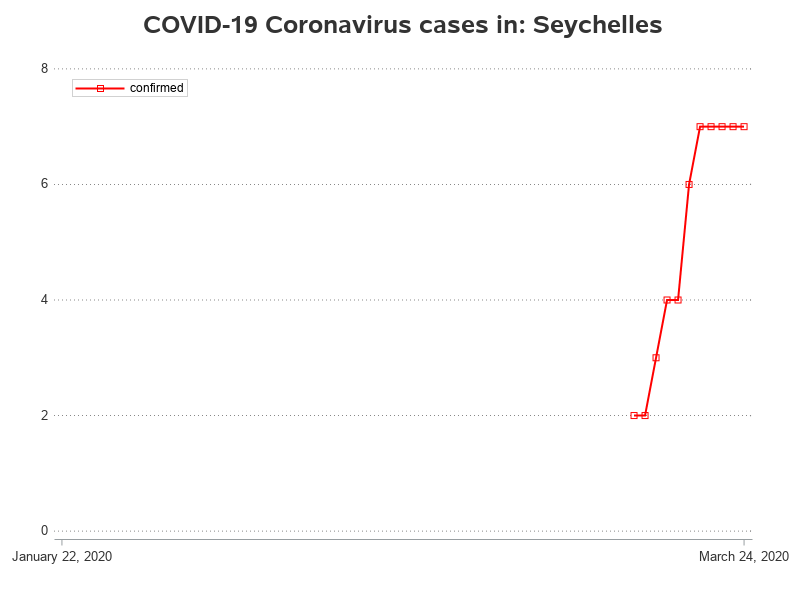 COVID-19 Coronavirus cases in: Seychelles
8
confirmed
6
4
2
0
January 22, 2020
March 24, 2020